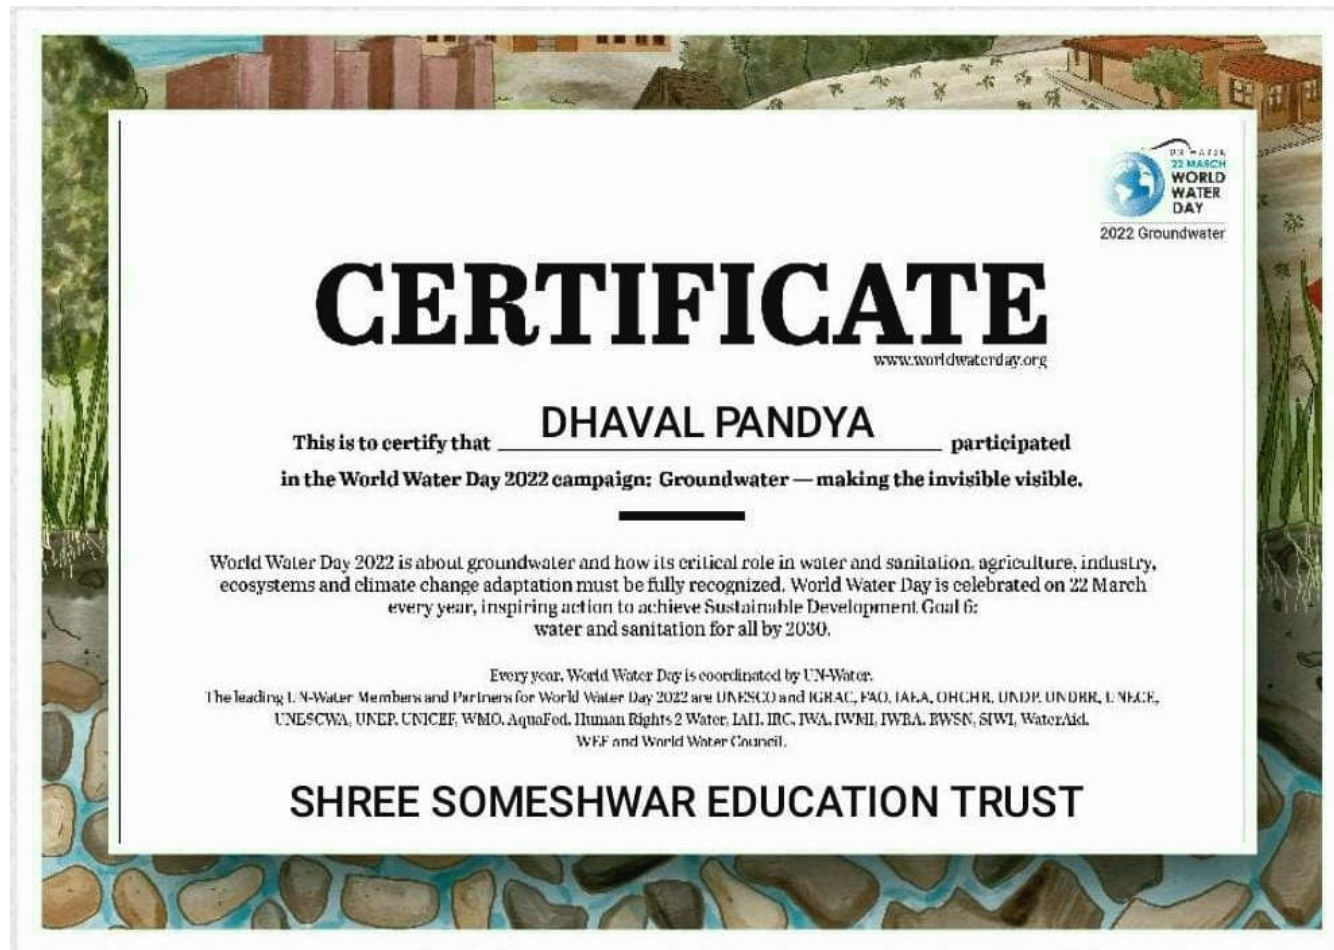 UN WATER
22 MARCH
WORLD
WATER
DAY
2022 Groundwater
CERTIFICATE
www.worldwaterday.org
This is to certify that DHAVAL PANDYA participated
in the World Water Day 2022 campaign: Groundwater — making the invisible visible.
World Water Day 2022 is about groundwater and how its critical role in water and sanitation, agriculture, industry,
ecosystems and climate change adaptation must be fully recognized. World Water Day is celebrated on 22 March
every year, inspiring action to achieve Sustainable Development Goal 6:
water and sanitation for all by 2030.
Every year, World Water Day is coordinated by UN-Water.
The leading UN-Water Members and Partners for World Water Day 2022 are UNESCO and IGRAC, FAO, IAEA, OHCHR, UNDP, UNDRR, UNECE,
UNESCWA, UNEP, UNICEF, WMO, AquaFed, Human Rights 2 Water, IAH, IRC, IWA, IWMI, IWRA, RWSN, SIWI, WaterAid,
WEF and World Water Council.
SHREE SOMESHWAR EDUCATION TRUST